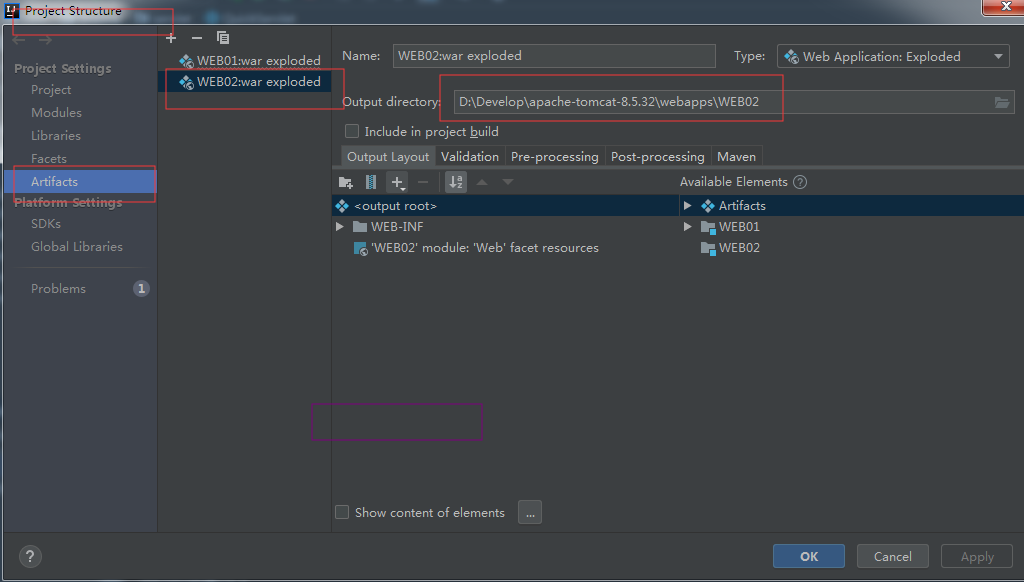 Project Structure
Project Settings
Project
Modules
Libraries
Facets
Artifacts
Platform Settings
SDKs
Global Libraries
Problems 1
WEB01:war exploded
WEB02:war exploded
Name: WEB02:war exploded Type: Web Application: Exploded
Output directory: D:\Develop\apache-tomcat-8.5.32\webapps\WEB02
Include in project build
Output Layout Validation Pre-processing Post-processing Maven
Available Elements ?
<output root>
WEB-INF
'WEB02' module: 'Web' facet resources
Artifacts
WEB01
WEB02
Show content of elements ...
? OK Cancel Apply